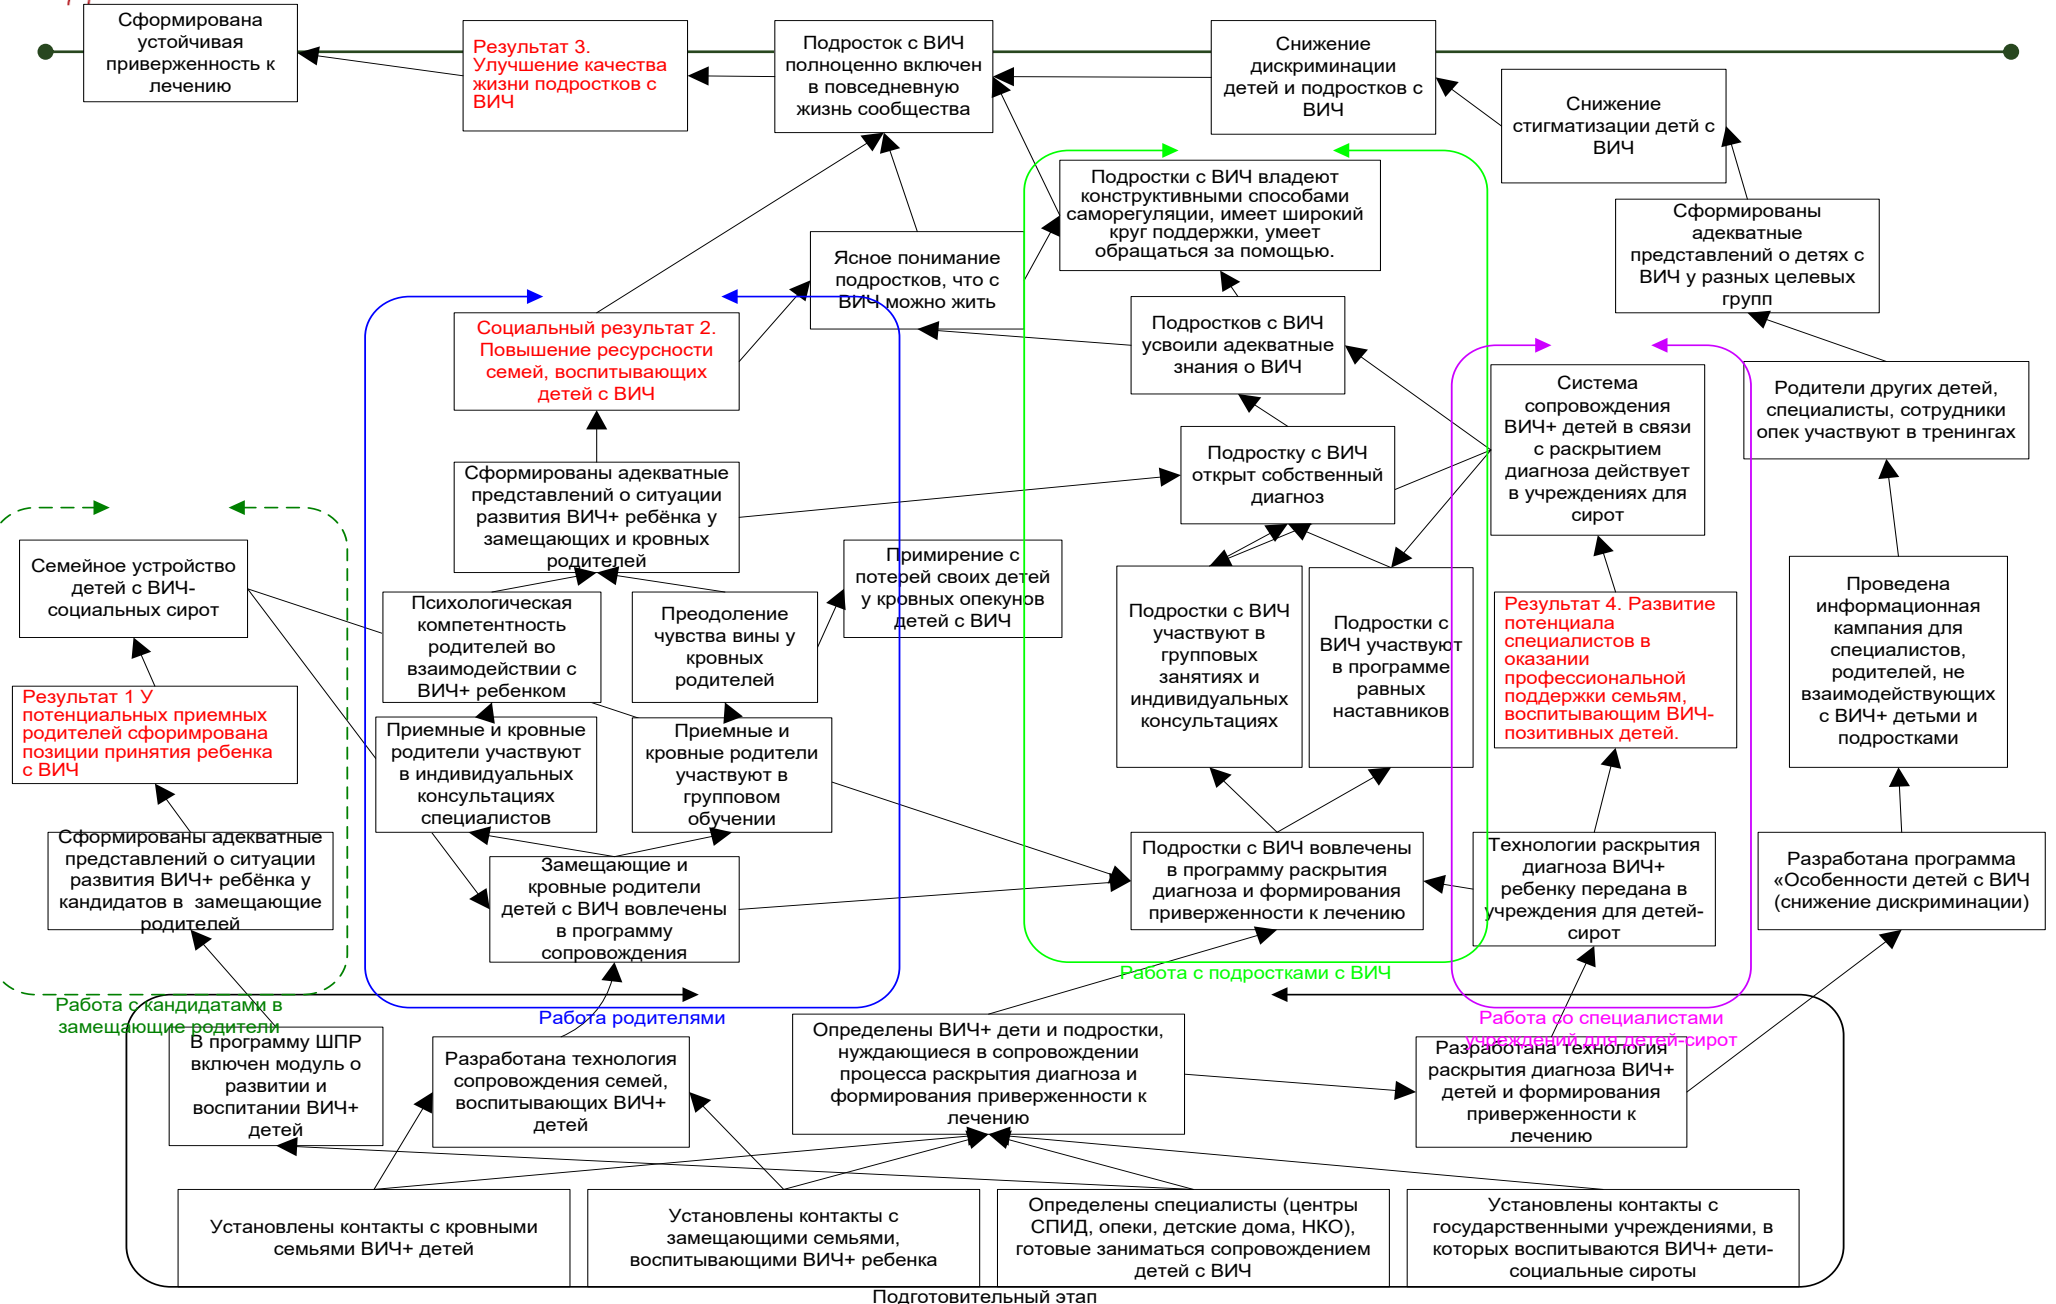 Сформирована
устойчивая
приверженность к
лечению
Результат 3.
Улучшение качества
жизни подростков с
ВИЧ
Подросток с ВИЧ
полноценно включен
в повседневную
жизнь сообщества
Снижение
дискриминации
детей и подростков с
ВИЧ
Снижение
стигматизации детй с
ВИЧ
Подростки с ВИЧ владеют
конструктивными способами
саморегуляции, имеет широкий
круг поддержки, умеет
обращаться за помощью.
Сформированы
адекватные
представлений о детях с
ВИЧ у разных целевых
групп
Ясное понимание
подростков, что с
ВИЧ можно жить
Социальный результат 2.
Повышение ресурсности
семей, воспитывающих
детей с ВИЧ
Подростков с ВИЧ
усвоили адекватные
знания о ВИЧ
Система
сопровождения
ВИЧ+ детей в связи
с раскрытием
диагноза действует
в учреждениях для
сирот
Родители других детей,
специалисты, сотрудники
опек участвуют в тренингах
Сформированы адекватные
представлений о ситуации
развития ВИЧ+ ребёнка у
замещающих и кровных
родителей
Подростку с ВИЧ
открыт собственный
диагноз
Семейное устройство
детей с ВИЧ-
социальных сирот
Примирение с
потерей своих детей
у кровных опекунов
детей с ВИЧ
Психологическая
компетентность
родителей во
взаимодействии с
ВИЧ+ ребенком
Преодоление
чувства вины у
кровных
родителей
Подростки с ВИЧ
участвуют в
групповых
занятиях и
индивидуальных
консультациях
Подростки с
ВИЧ участвуют
в программе
равных
наставников
Результат 4. Развитие
потенциала
специалистов в
оказании
профессиональной
поддержки семьям,
воспитывающим ВИЧ-
позитивных детей.
Проведена
информационная
кампания для
специалистов,
родителей, не
взаимодействующих
с ВИЧ+ детьми и
подростками
Результат 1 У
потенциальных приемных
родителей сфоримрована
позиции принятия ребенка
с ВИЧ
Приемные и кровные
родители участвуют
в индивидуальных
консультациях
специалистов
Приемные и
кровные родители
участвуют в
групповом
обучении
Сформированы адекватные
представлений о ситуации
развития ВИЧ+ ребёнка у
кандидатов в замещающие
родителей
Замещающие и
кровные родители
детей с ВИЧ вовлечены
в программу
сопровождения
Подростки с ВИЧ вовлечены
в программу раскрытия
диагноза и формирования
приверженности к лечению
Технологии раскрытия
диагноза ВИЧ+
ребенку передана в
учреждения для детей-
сирот
Разработана программа
«Особенности детей с ВИЧ
(снижение дискриминации)
Работа с кандидатами в
замещающие родители
Работа родителями
Работа с подростками с ВИЧ
Работа со специалистами
учреждений для детей-сирот
В программу ШПР
включен модуль о
развитии и
воспитании ВИЧ+
детей
Разработана технология
сопровождения семей,
воспитывающих ВИЧ+
детей
Определены ВИЧ+ дети и подростки,
нуждающиеся в сопровождении
процесса раскрытия диагноза и
формирования приверженности к
лечению
Разработана технология
раскрытия диагноза ВИЧ+
детей и формирования
приверженности к
лечению
Установлены контакты с кровными
семьями ВИЧ+ детей
Установлены контакты с
замещающими семьями,
воспитывающими ВИЧ+ ребенка
Определены специалисты (центры
СПИД, опеки, детские дома, НКО),
готовые заниматься сопровождением
детей с ВИЧ
Установлены контакты с
государственными учреждениями, в
которых воспитываются ВИЧ+ дети-
социальные сироты
Подготовительный этап